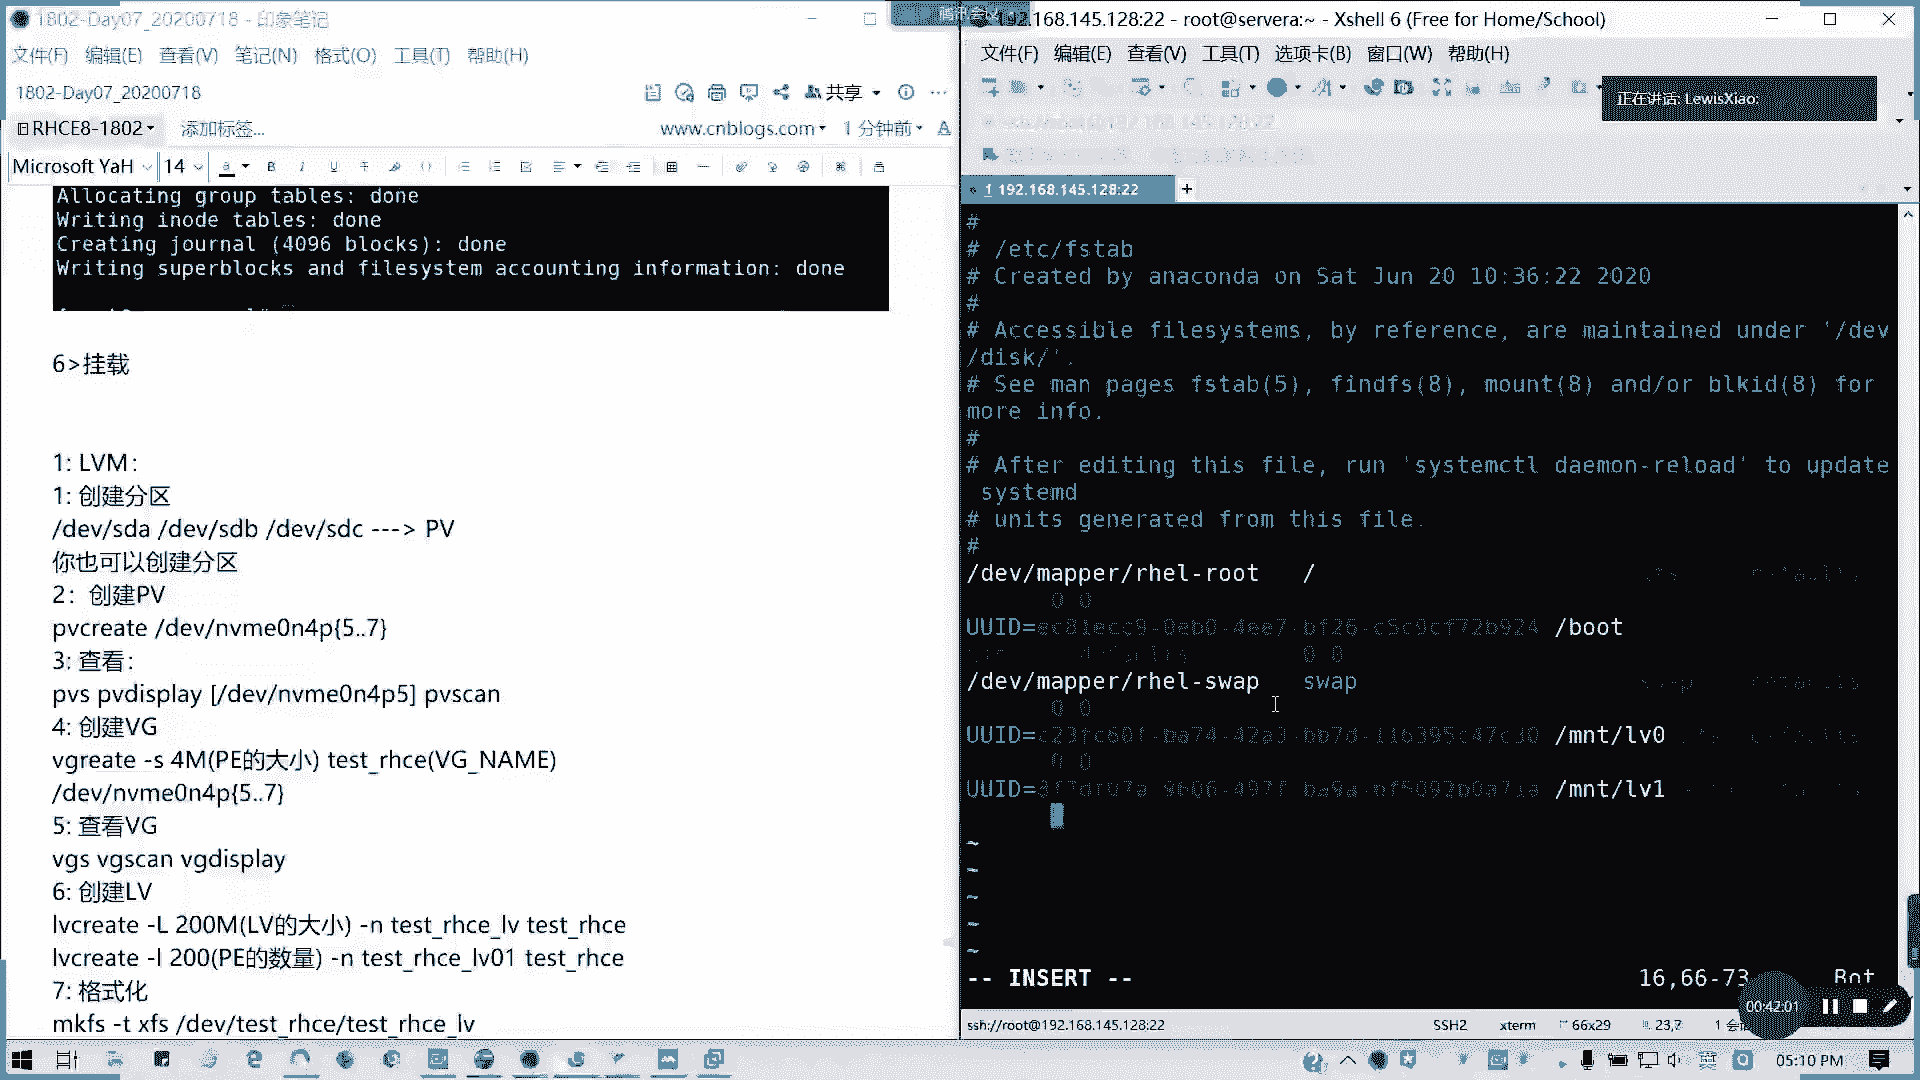 1802-Day07_20200718 - 印象笔记
文件(F) 编辑(E) 查看(V) 笔记(N) 格式(O) 工具(T) 帮助(H)
1802-Day07_20200718
共享
RHCE8-1802
添加标签...
www.cnblogs.com
1 分钟前
Microsoft YaH
14
Allocating group tables: done
Writing inode tables: done
Creating journal (4096 blocks): done
Writing superblocks and filesystem accounting information: done
6>挂载
1: LVM:
1: 创建分区
/dev/sda /dev/sdb /dev/sdc ---> PV
你也可以创建分区
2: 创建PV
pvcreate /dev/nvme0n4p{5..7}
3: 查看:
pvs pvdisplay [/dev/nvme0n4p5] pvscan
4: 创建VG
vgreate -s 4M(PE的大小) test_rhce(VG_NAME)
/dev/nvme0n4p{5..7}
5: 查看VG
vgs vgscan vgdisplay
6: 创建LV
lvcreate -L 200M(LV的大小) -n test_rhce_lv test_rhce
lvcreate -l 200(PE的数量) -n test_rhce_lv01 test_rhce
7: 格式化
mkfs -t xfs /dev/test_rhce/test_rhce_lv
192.168.145.128:22 - root@servera:~ - Xshell 6 (Free for Home/School)
文件(F) 编辑(E) 查看(V) 工具(T) 选项卡(B) 窗口(W) 帮助(H)
正在讲话: LewisXiao:
1 192.168.145.128:22
#
# /etc/fstab
# Created by anaconda on Sat Jun 20 10:36:22 2020
#
# Accessible filesystems, by reference, are maintained under '/dev
/disk/'.
# See man pages fstab(5), findfs(8), mount(8) and/or blkid(8) for
more info.
#
# After editing this file, run 'systemctl daemon-reload' to update
systemd
# units generated from this file.
#
/dev/mapper/rhel-root /
0 0
UUID= /boot
0 0
/dev/mapper/rhel-swap swap
0 0
UUID= /mnt/lv0
0 0
UUID= /mnt/lv1
~
~
~
~
~
-- INSERT --
16,66-73
Bot
00:42:01
ssh://root@192.168.145.128:22
SSH2
xterm
66x29
23,7
05:10 PM